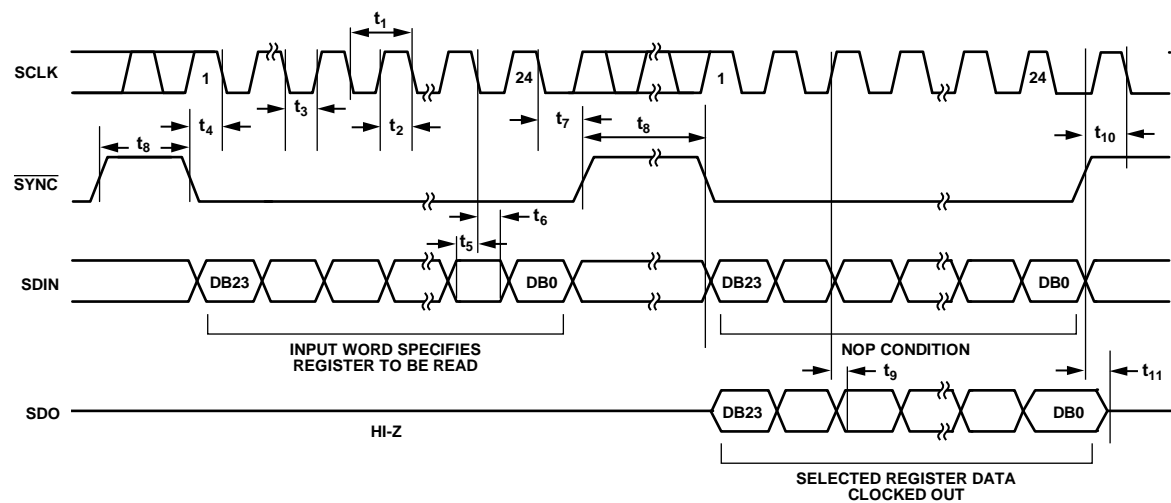 t1
SCLK
1
24
1
24
t3
t2
t4
t7
t8
t8
t10
SYNC
t6
t5
SDIN
DB23
DB0
DB23
DB0
INPUT WORD SPECIFIES
REGISTER TO BE READ
NOP CONDITION
t9
t11
SDO
DB23
DB0
HI-Z
SELECTED REGISTER DATA
CLOCKED OUT